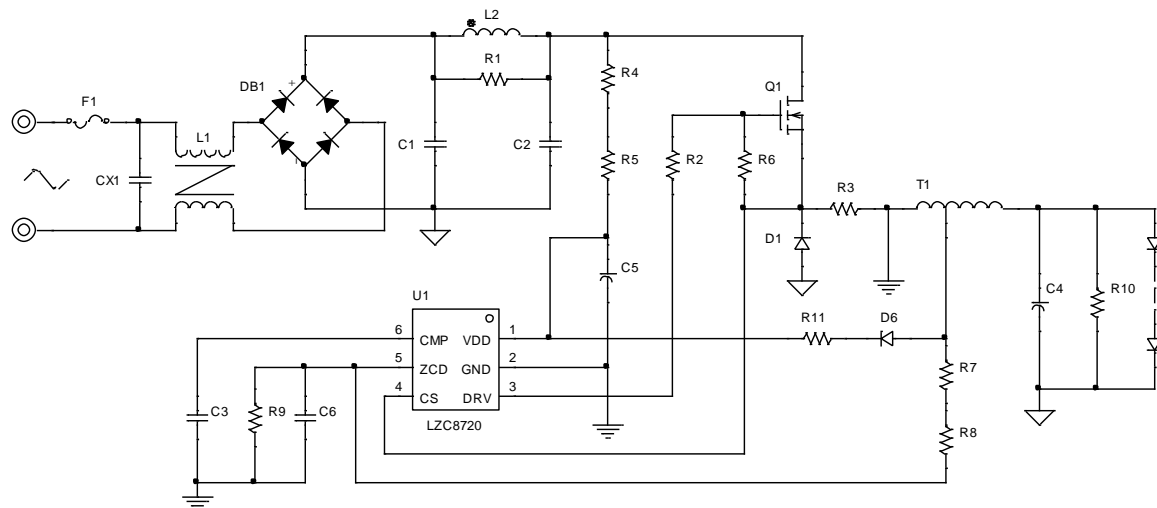 L2
R1
R4
DB1
+
Q1
F1
L1
C1
C2
R5
R2
R6
CX1
-
R3
T1
D1
C5
U1
C4
R10
R11
D6
6
CMP
VDD
1
5
ZCD
GND
2
4
CS
DRV
3
LZC8720
R7
C3
R9
C6
R8